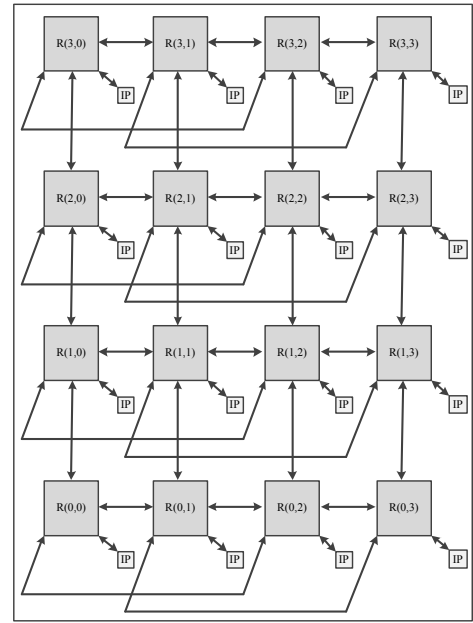 R(3,0) R(3,1) R(3,2) R(3,3)
IP IP IP IP
R(2,0) R(2,1) R(2,2) R(2,3)
IP IP IP IP
R(1,0) R(1,1) R(1,2) R(1,3)
IP IP IP IP
R(0,0) R(0,1) R(0,2) R(0,3)
IP IP IP IP